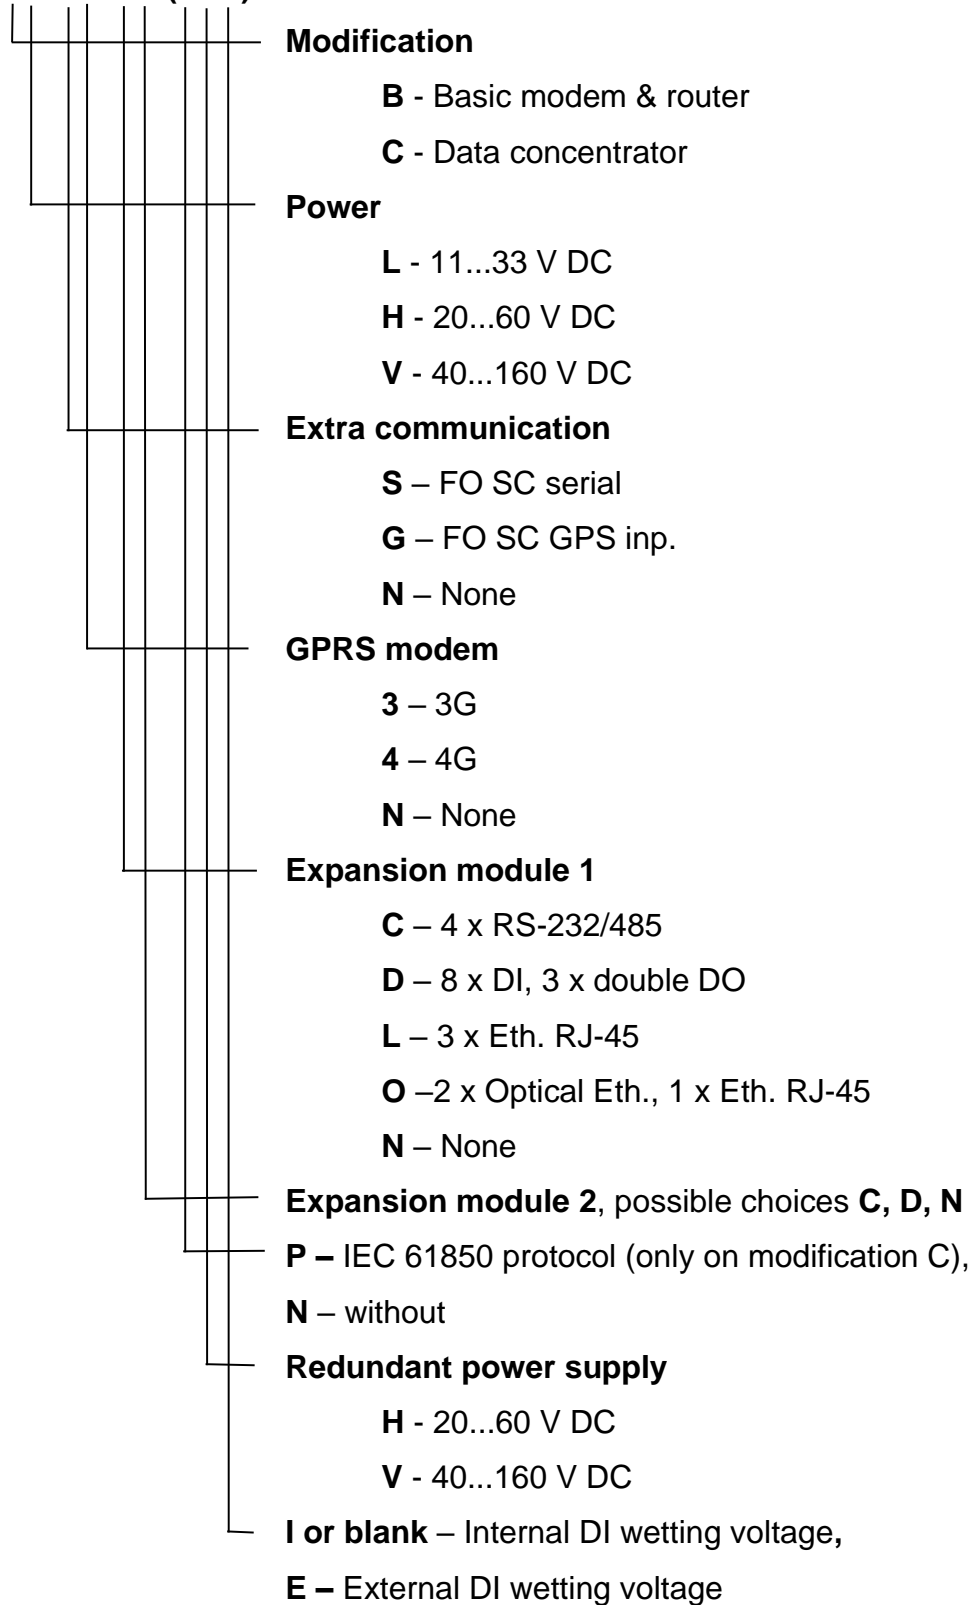 Modification
B - Basic modem & router
C - Data concentrator
Power
L - 11...33 V DC
H - 20...60 V DC
V - 40...160 V DC
Extra communication
S – FO SC serial
G – FO SC GPS inp.
N – None
GPRS modem
3 – 3G
4 – 4G
N – None
Expansion module 1
C – 4 x RS-232/485
D – 8 x DI, 3 x double DO
L – 3 x Eth. RJ-45
O –2 x Optical Eth., 1 x Eth. RJ-45
N – None
Expansion module 2, possible choices C, D, N
P – IEC 61850 protocol (only on modification C),
N – without
Redundant power supply
H - 20...60 V DC
V - 40...160 V DC
I or blank – Internal DI wetting voltage,
E – External DI wetting voltage